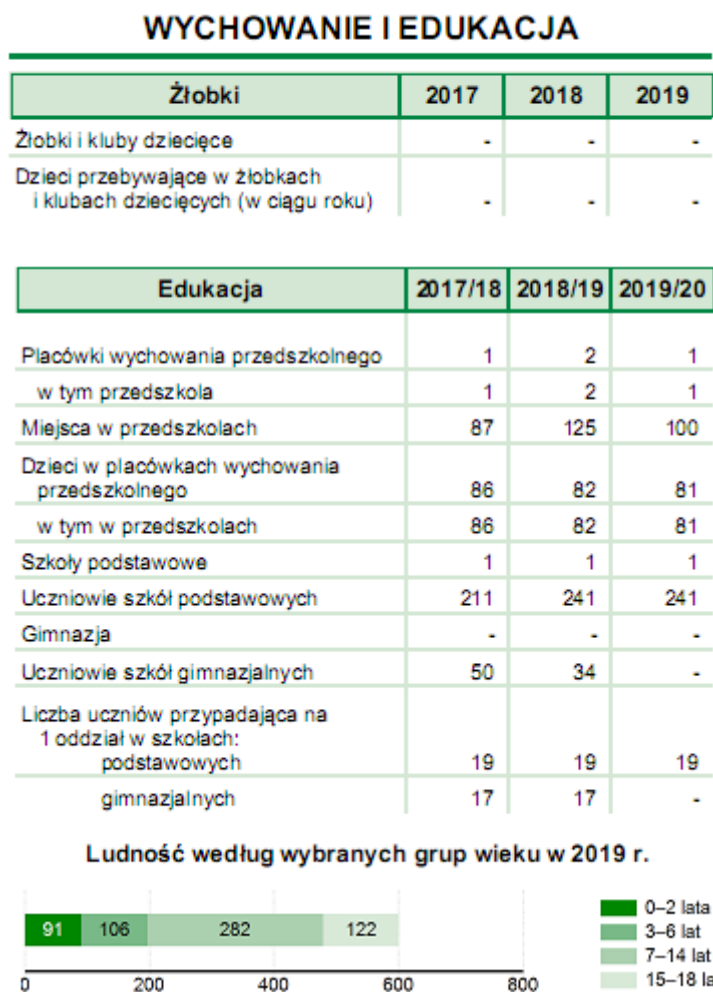 WYCHOWANIE I EDUKACJA
Żłobki 2017 2018 2019
Żłobki i kluby dziecięce - - -
Dzieci przebywające w żłobkach
i klubach dziecięcych (w ciągu roku) - - -
Edukacja 2017/18 2018/19 2019/20
Placówki wychowania przedszkolnego 1 2 1
w tym przedszkola 1 2 1
Miejsca w przedszkolach 87 125 100
Dzieci w placówkach wychowania
przedszkolnego 86 82 81
w tym w przedszkolach 86 82 81
Szkoły podstawowe 1 1 1
Uczniowie szkół podstawowych 211 241 241
Gimnazja - - -
Uczniowie szkół gimnazjalnych 50 34 -
Liczba uczniów przypadająca na
1 oddział w szkołach:
podstawowych 19 19 19
gimnazjalnych 17 17 -
Ludność według wybranych grup wieku w 2019 r.
91 106 282 122
0 200 400 600 800
0–2 lata
3–6 lat
7–14 lat
15–18 la